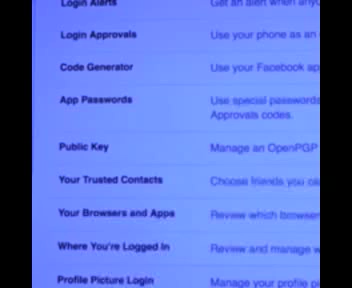 Login Alerts Get an alert when anyo
Login Approvals Use your phone as an
Code Generator Use your Facebook ap
App Passwords Use special passwords
Approvals codes.
Public Key Manage an OpenPGP
Your Trusted Contacts Choose friends you ca
Your Browsers and Apps Review which browser
Where You're Logged In Review and manage w
Profile Picture Login Manage your profile pi